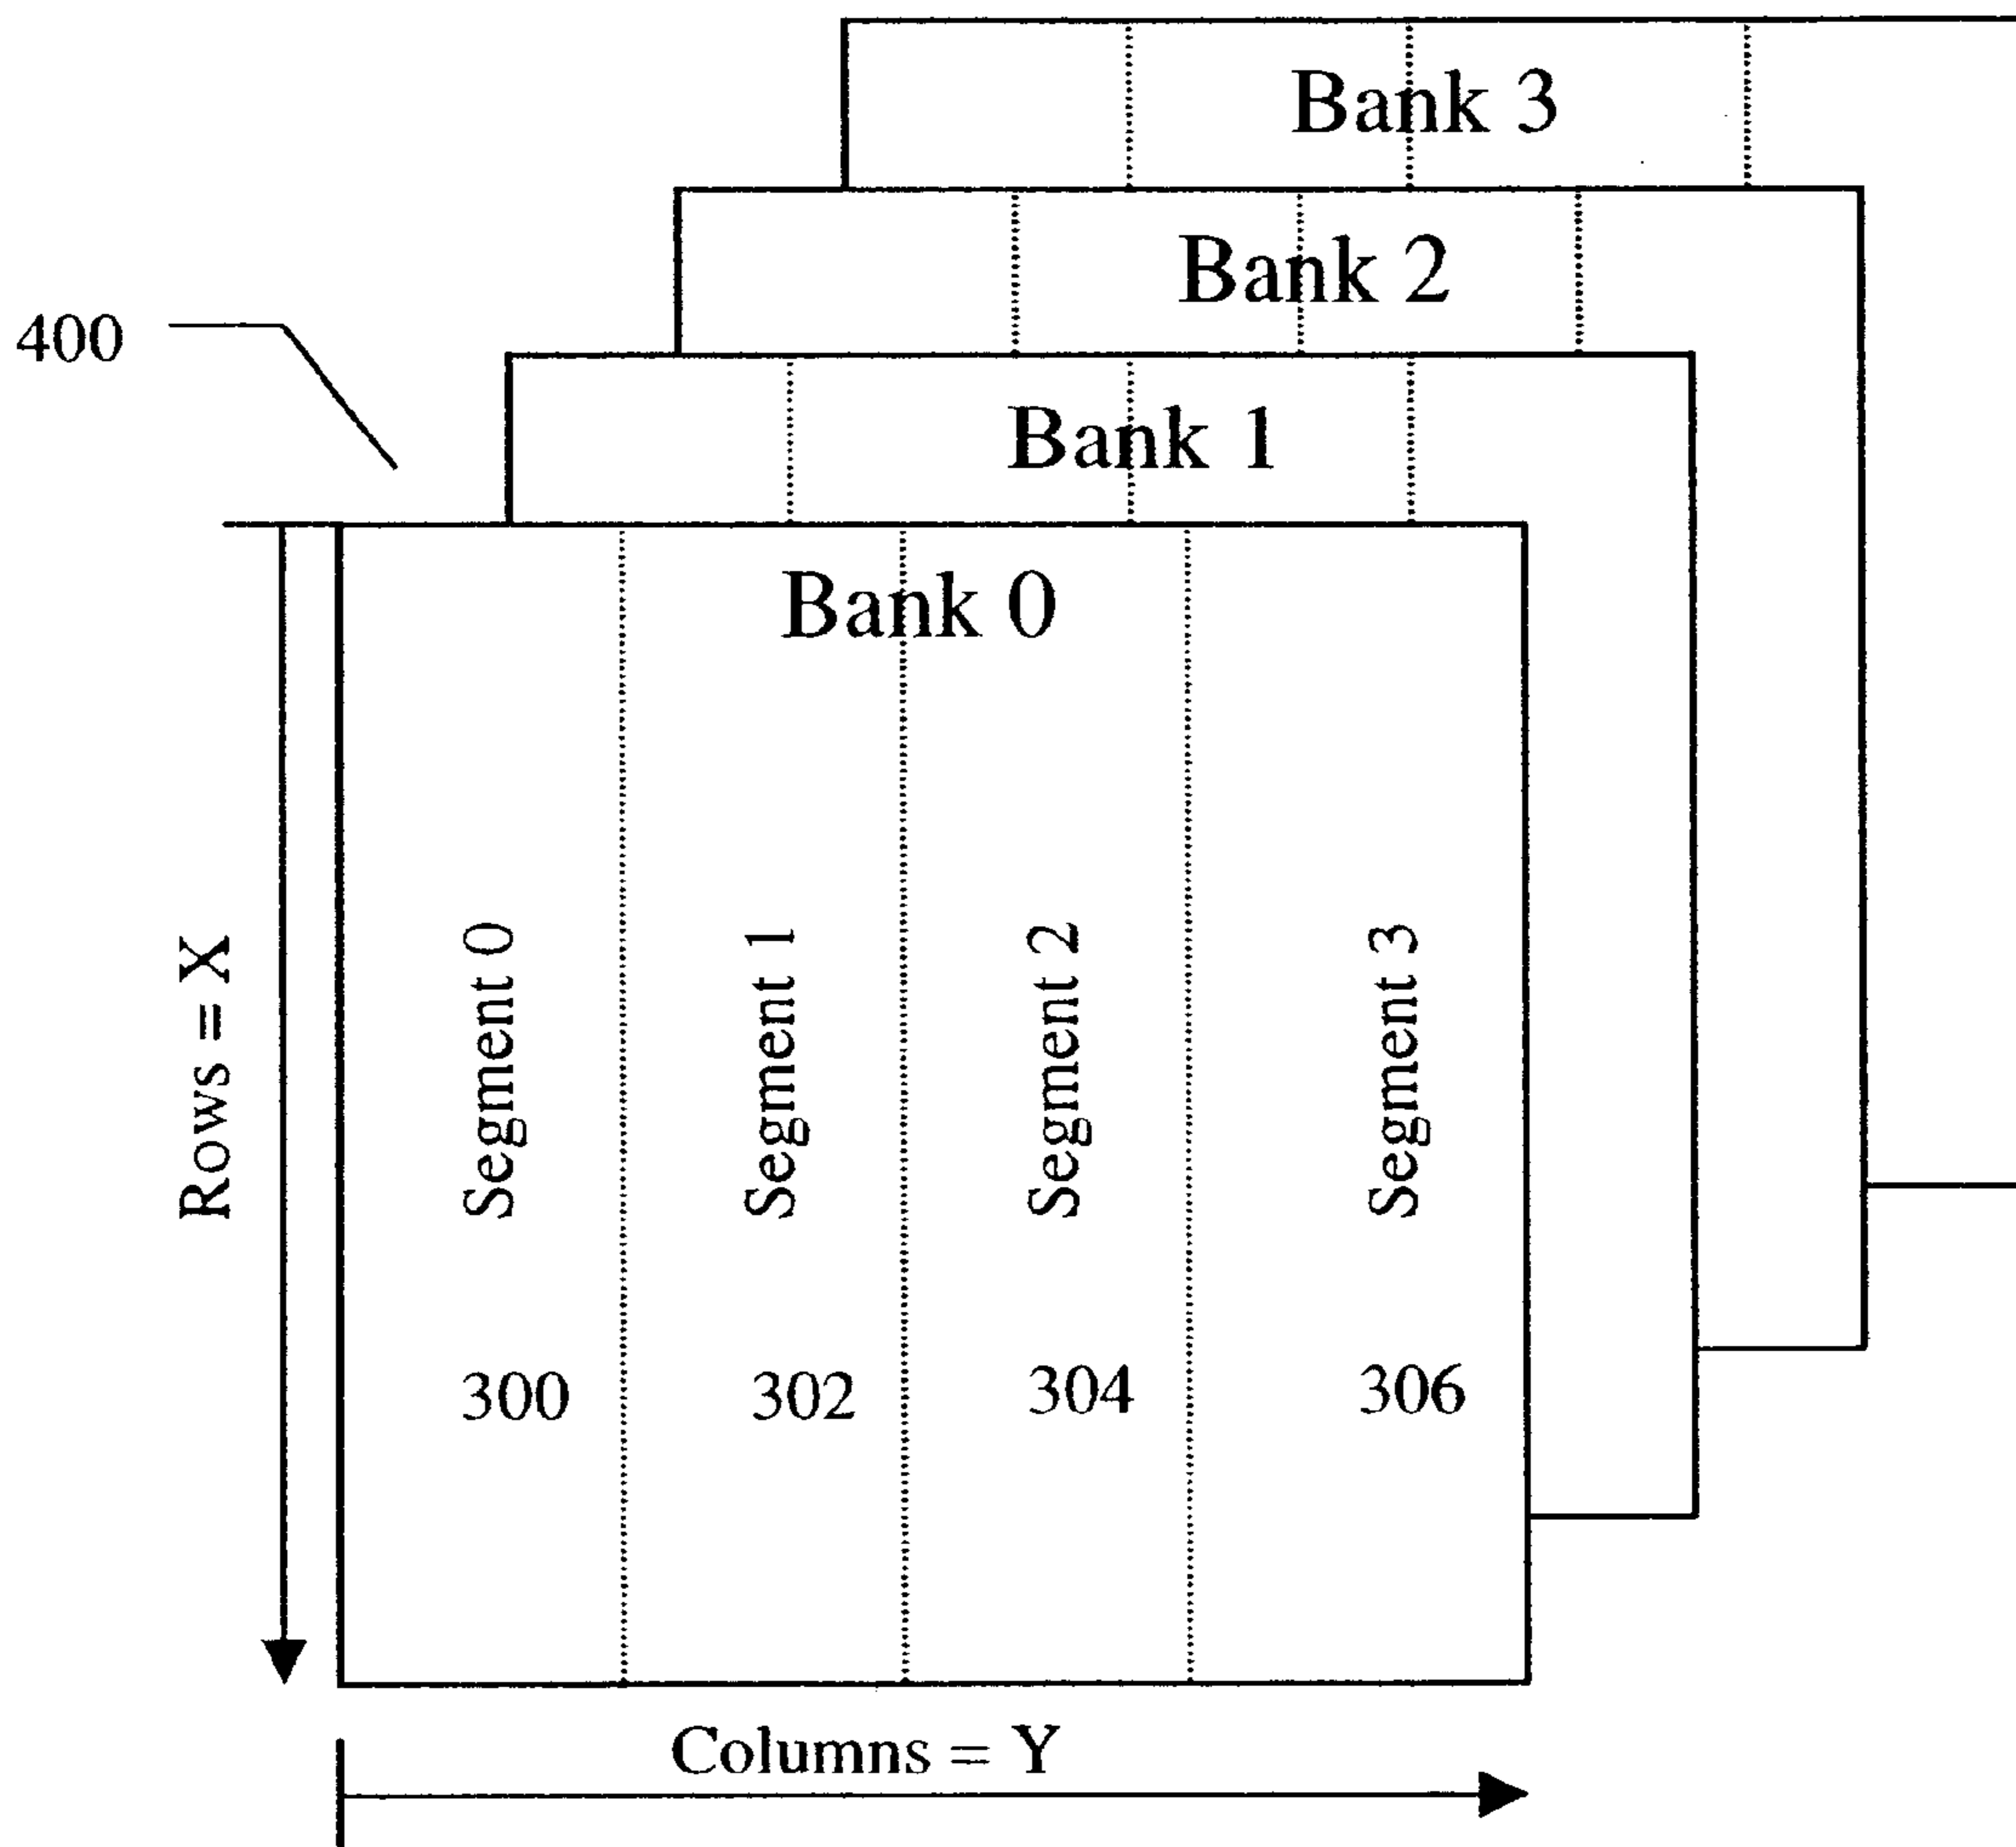 Bank 3
Bank 2
400
Bank 1
Bank 0
Rows = X
Segment 0
Segment 1
Segment 2
Segment 3
300
302
304
306
Columns = Y